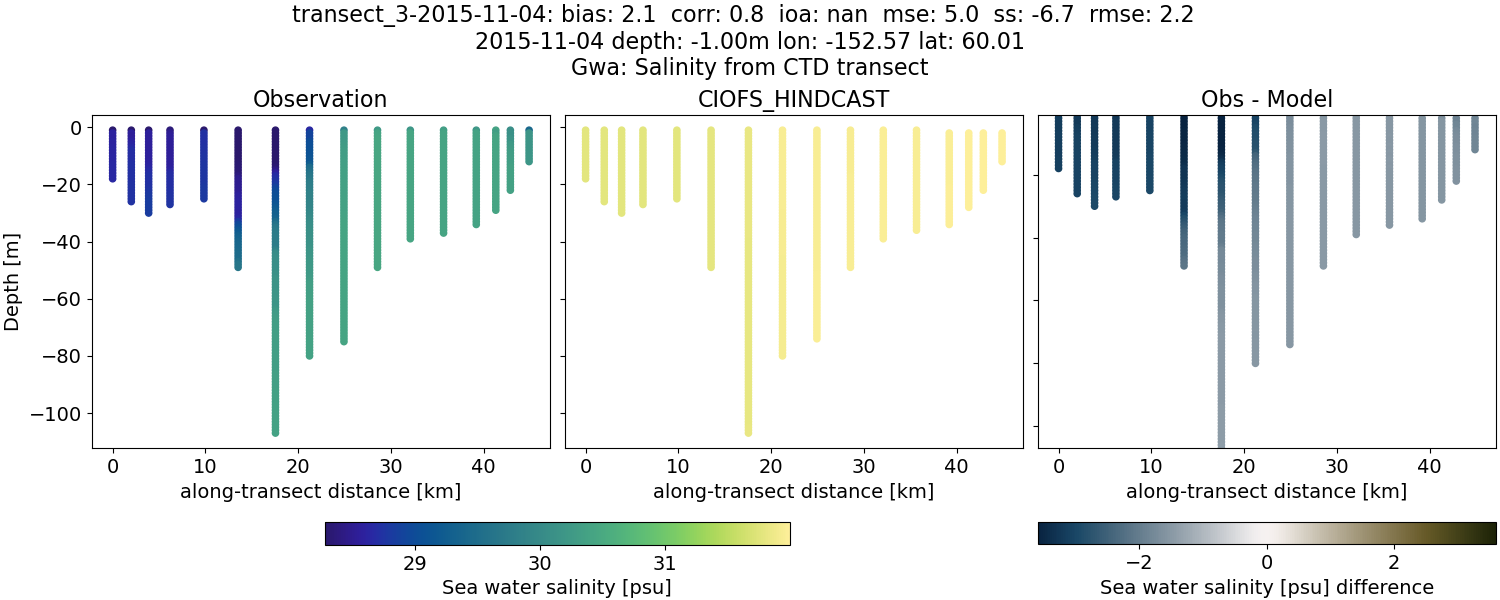 transect_3-2015-11-04: bias: 2.1  corr: 0.8  ioa: nan  mse: 5.0  ss: -6.7  rmse: 2.2
2015-11-04 depth: -1.00m lon: -152.57 lat: 60.01
Gwa: Salinity from CTD transect
Observation
CIOFS_HINDCAST
Obs - Model
Depth [m]
0
−20
−40
−60
−80
−100
0 10 20 30 40
0 10 20 30 40
0 10 20 30 40
along-transect distance [km]
along-transect distance [km]
along-transect distance [km]
29 30 31
Sea water salinity [psu]
−2 0 2
Sea water salinity [psu] difference